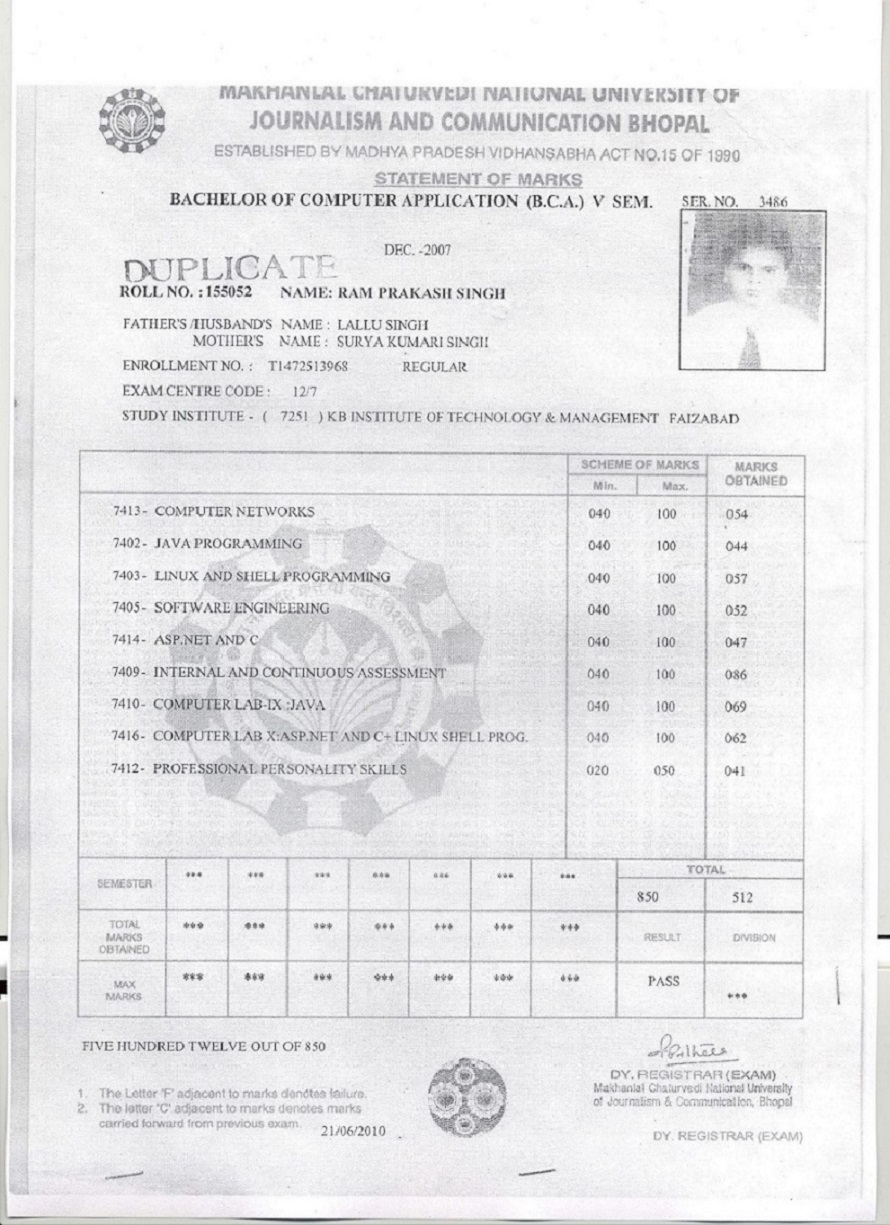 MAKHANLAL CHATURVEDI NATIONAL UNIVERSITY OF
JOURNALISM AND COMMUNICATION BHOPAL
ESTABLISHED BY MADHYA PRADESH VIDHANSABHA ACT NO.15 OF 1990
STATEMENT OF MARKS
BACHELOR OF COMPUTER APPLICATION (B.C.A.) V SEM. SER. NO. 3486
DEC. -2007
DUPLICATE
ROLL NO. : 155052 NAME: RAM PRAKASH SINGH
FATHER'S /HUSBAND'S NAME : LALLU SINGH
MOTHER'S NAME : SURYA KUMARI SINGH
ENROLLMENT NO. : T1472513968 REGULAR
EXAM CENTRE CODE : 12/7
STUDY INSTITUTE - ( 7251 ) KB INSTITUTE OF TECHNOLOGY & MANAGEMENT FAIZABAD
SCHEME OF MARKS MARKS OBTAINED
Min. Max.
7413- COMPUTER NETWORKS 040 100 054
7402- JAVA PROGRAMMING 040 100 044
7403- LINUX AND SHELL PROGRAMMING 040 100 057
7405- SOFTWARE ENGINEERING 040 100 052
7414- ASP.NET AND C 040 100 047
7409- INTERNAL AND CONTINUOUS ASSESSMENT 040 100 086
7410- COMPUTER LAB-IX :JAVA 040 100 069
7416- COMPUTER LAB X:ASP.NET AND C+ LINUX SHELL PROG. 040 100 062
7412- PROFESSIONAL PERSONALITY SKILLS 020 050 041
SEMESTER *** *** *** *** *** *** *** TOTAL
850 512
TOTAL MARKS OBTAINED *** *** *** *** *** *** *** RESULT DIVISION
MAX MARKS *** *** *** *** *** *** *** PASS ***
FIVE HUNDRED TWELVE OUT OF 850
DY. REGISTRAR (EXAM)
Makhanlal Chaturvedi National University
of Journalism & Communication, Bhopal
1. The Letter 'F' adjacent to marks denotes failure.
2. The letter 'C' adjacent to marks denotes marks
carried forward from previous exam.
21/06/2010
DY. REGISTRAR (EXAM)